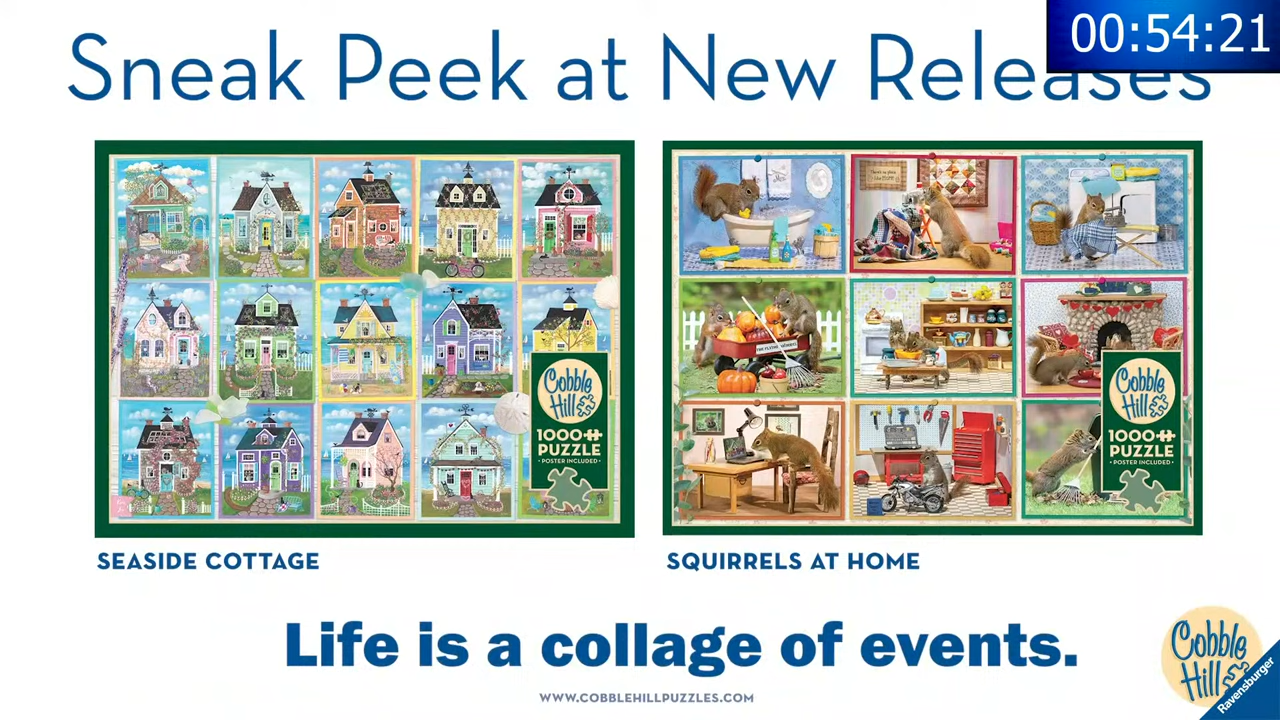 00:54:21
Sneak Peek at New Releases
Cobble
Hill
1000
PUZZLE
• POSTER INCLUDED •
Cobble
Hill
1000
PUZZLE
• POSTER INCLUDED •
SEASIDE COTTAGE
SQUIRRELS AT HOME
Life is a collage of events.
WWW.COBBLEHILLPUZZLES.COM
Cobble
Hill
Ravensburger